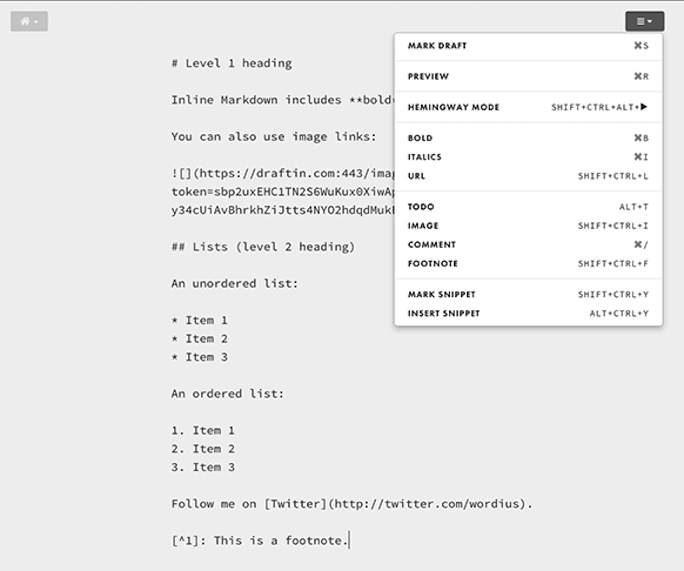 # Level 1 heading
Inline Markdown includes **bold*
You can also use image links:
![](https://draftin.com:443/imag
token=sbp2uxEHC1TN2S6WuKux0XiwAp
y34cUiAvBhrkhZiJtts4NYO2hdqdMukE
## Lists (level 2 heading)
An unordered list:
* Item 1
* Item 2
* Item 3
An ordered list:
1. Item 1
2. Item 2
3. Item 3
Follow me on [Twitter](http://twitter.com/wordius).
[^1]: This is a footnote.
MARK DRAFT ⌘S
PREVIEW ⌘R
HEMINGWAY MODE SHIFT+CTRL+ALT+▶
BOLD ⌘B
ITALICS ⌘I
URL SHIFT+CTRL+L
TODO ALT+T
IMAGE SHIFT+CTRL+I
COMMENT ⌘/
FOOTNOTE SHIFT+CTRL+F
MARK SNIPPET SHIFT+CTRL+Y
INSERT SNIPPET ALT+CTRL+Y